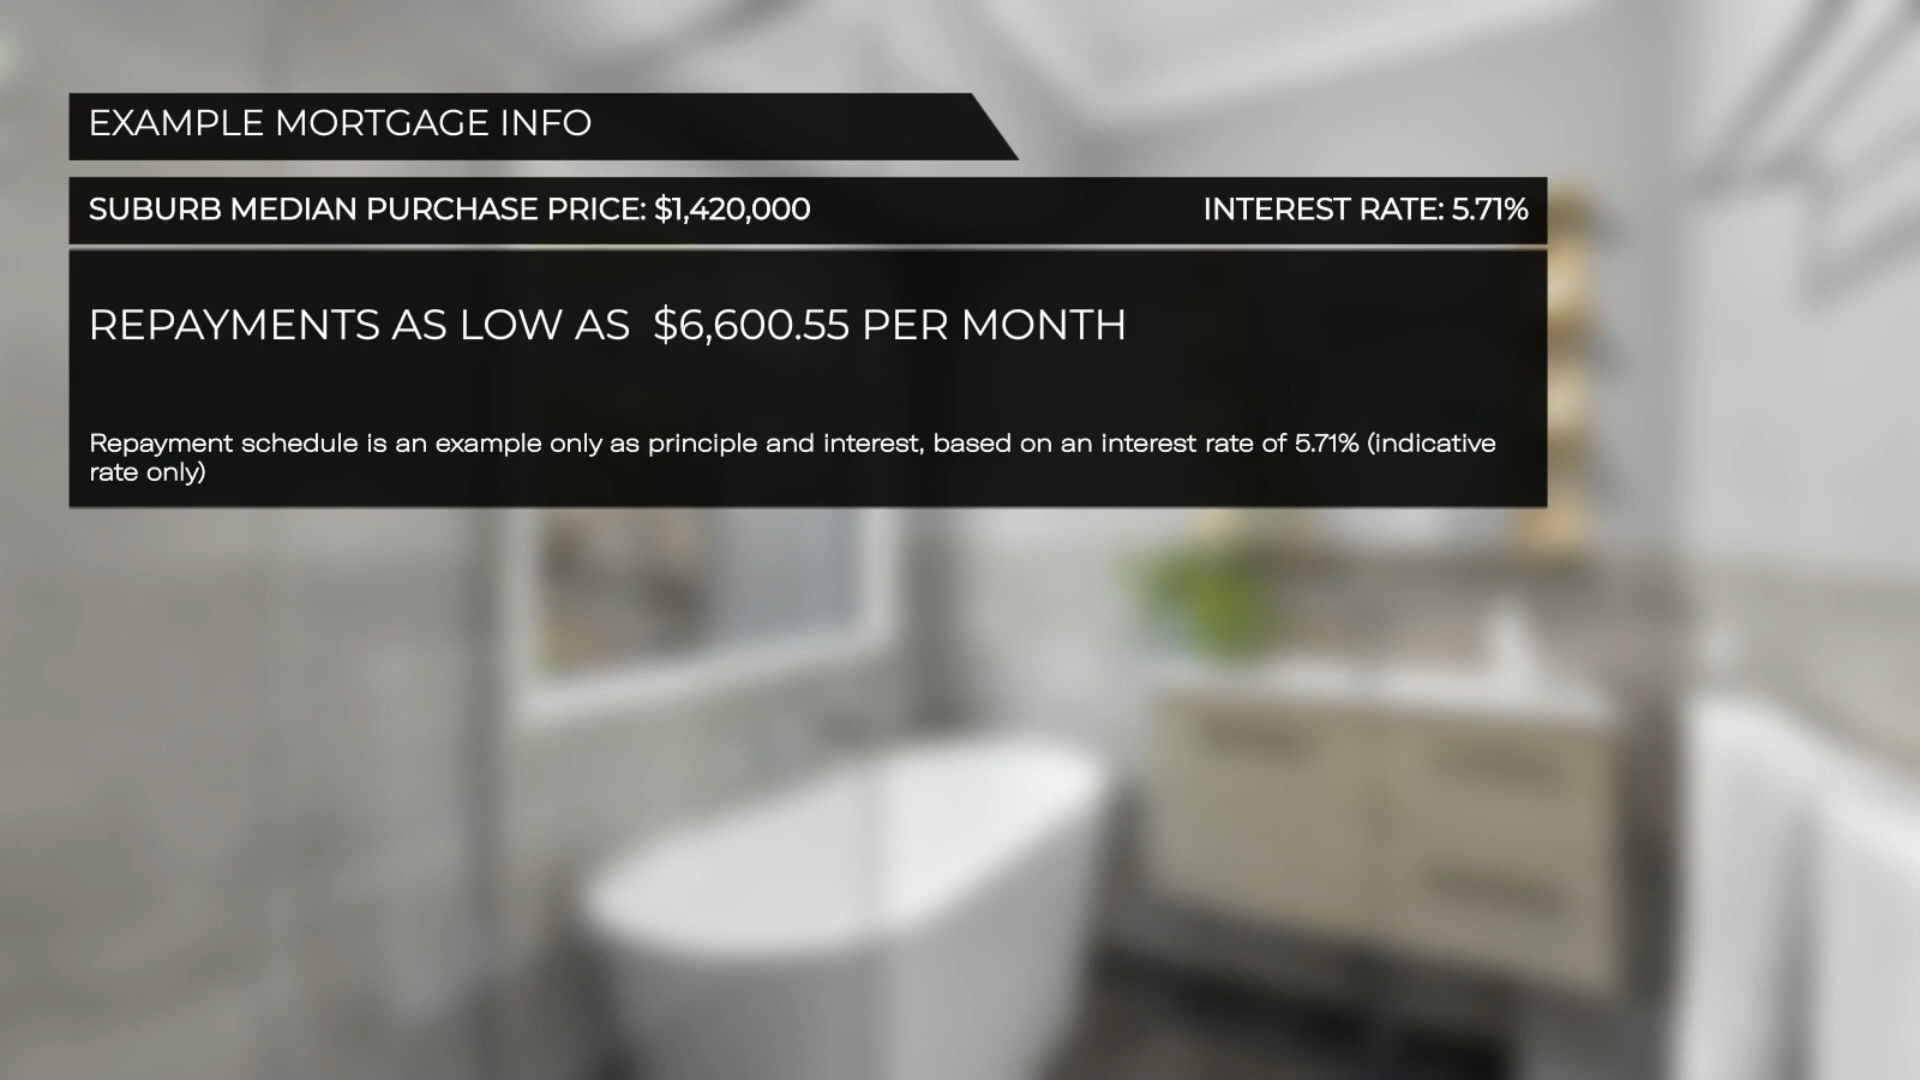 EXAMPLE MORTGAGE INFO
SUBURB MEDIAN PURCHASE PRICE: $1,420,000
INTEREST RATE: 5.71%
REPAYMENTS AS LOW AS  $6,600.55 PER MONTH
Repayment schedule is an example only as principle and interest, based on an interest rate of 5.71% (indicative
rate only)